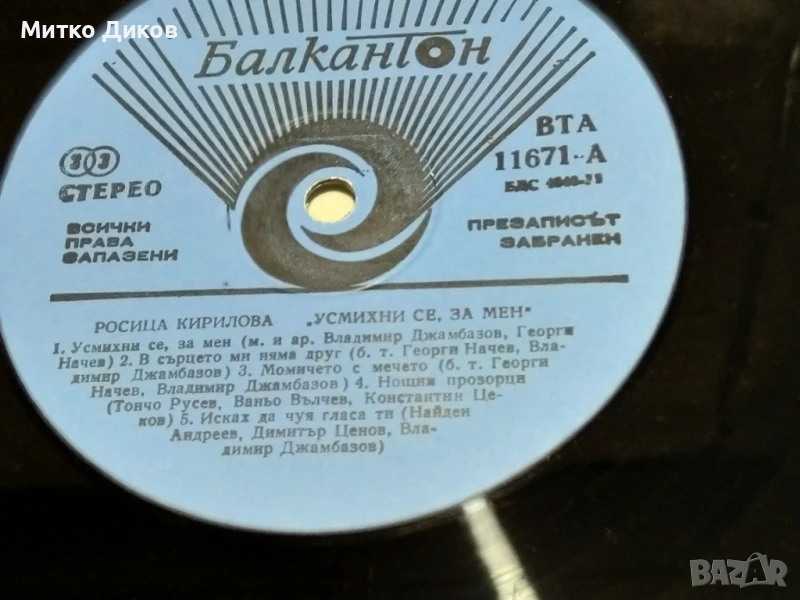 Митко Диков
Балкантон
ВТА
11671-А
БДС
33
СТЕРЕО
ВСИЧКИ
ПРАВА
ЗАПАЗЕНИ
ПРЕЗАПИСЪТ
ЗАБРАНЕН
РОСИЦА КИРИЛОВА „УСМИХНИ СЕ, ЗА МЕН"
1. Усмихни се, за мен (м. и ар. Владимир Джамбазов, Георги
Начев) 2. В сърцето ми няма друг (б. т. Георги Начев, Вла-
димир Джамбазов) 3. Момичето с мечето (б. т. Георги
Начев, Владимир Джамбазов) 4. Нощни прозорци
(Тончо Русев, Ваньо Вълчев, Константин Це-
ков) 5. Исках да чуя гласа ти (Найден
Андреев, Димитър Ценов, Вла-
димир Джамбазов)
BAZAR